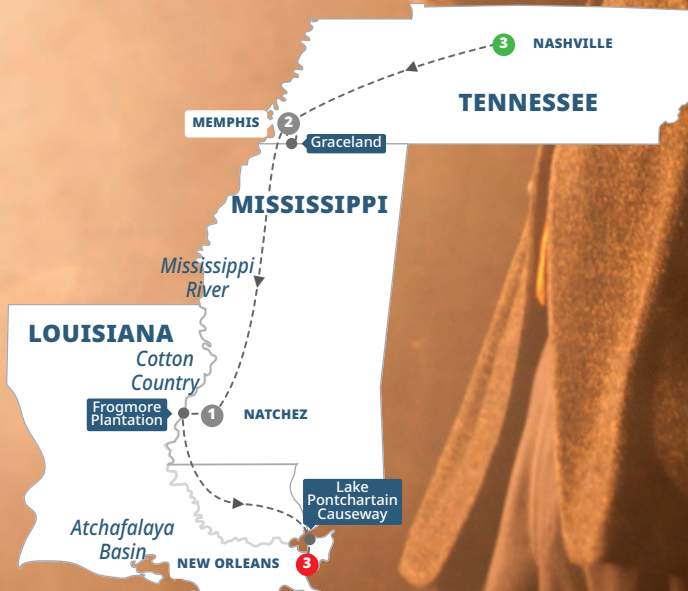 3 NASHVILLE
TENNESSEE
MEMPHIS 2
Graceland
MISSISSIPPI
Mississippi
River
LOUISIANA
Cotton
Country
Frogmore
Plantation
1 NATCHEZ
Lake
Pontchartain
Causeway
Atchafalaya
Basin
NEW ORLEANS 3